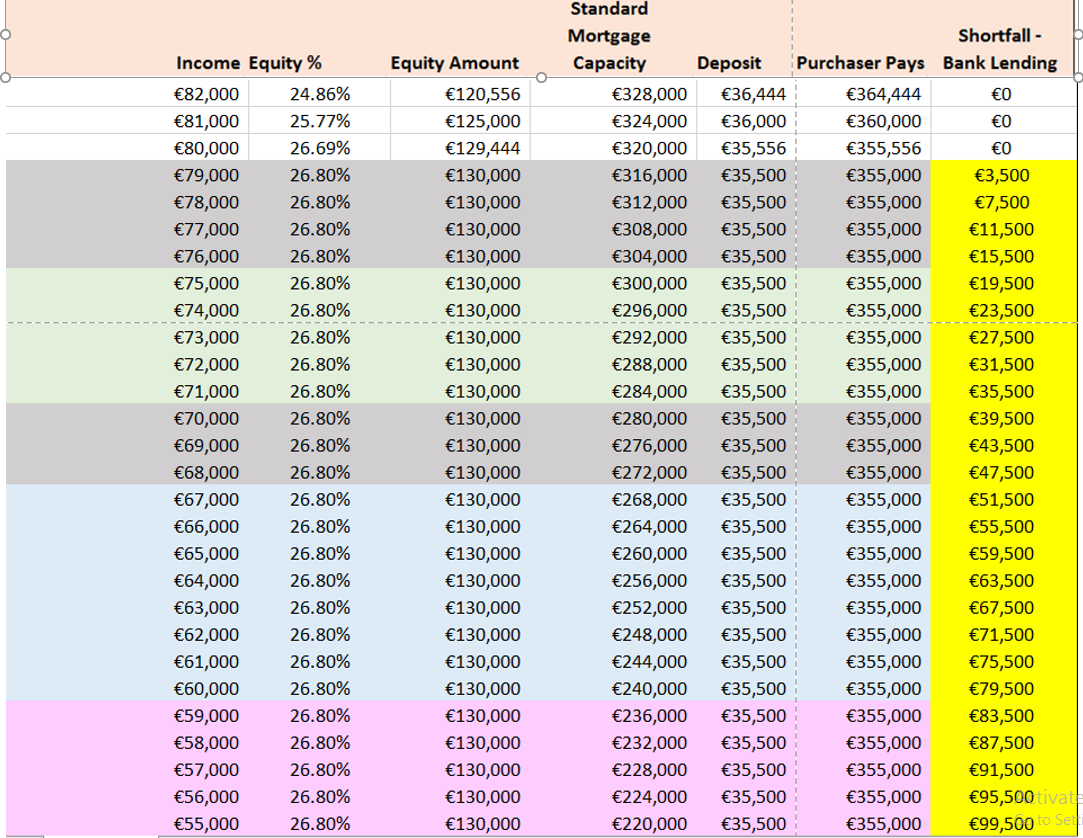 Standard
Mortgage Shortfall -
Income Equity % Equity Amount Capacity Deposit Purchaser Pays Bank Lending
€82,000 24.86% €120,556 €328,000 €36,444 €364,444 €0
€81,000 25.77% €125,000 €324,000 €36,000 €360,000 €0
€80,000 26.69% €129,444 €320,000 €35,556 €355,556 €0
€79,000 26.80% €130,000 €316,000 €35,500 €355,000 €3,500
€78,000 26.80% €130,000 €312,000 €35,500 €355,000 €7,500
€77,000 26.80% €130,000 €308,000 €35,500 €355,000 €11,500
€76,000 26.80% €130,000 €304,000 €35,500 €355,000 €15,500
€75,000 26.80% €130,000 €300,000 €35,500 €355,000 €19,500
€74,000 26.80% €130,000 €296,000 €35,500 €355,000 €23,500
€73,000 26.80% €130,000 €292,000 €35,500 €355,000 €27,500
€72,000 26.80% €130,000 €288,000 €35,500 €355,000 €31,500
€71,000 26.80% €130,000 €284,000 €35,500 €355,000 €35,500
€70,000 26.80% €130,000 €280,000 €35,500 €355,000 €39,500
€69,000 26.80% €130,000 €276,000 €35,500 €355,000 €43,500
€68,000 26.80% €130,000 €272,000 €35,500 €355,000 €47,500
€67,000 26.80% €130,000 €268,000 €35,500 €355,000 €51,500
€66,000 26.80% €130,000 €264,000 €35,500 €355,000 €55,500
€65,000 26.80% €130,000 €260,000 €35,500 €355,000 €59,500
€64,000 26.80% €130,000 €256,000 €35,500 €355,000 €63,500
€63,000 26.80% €130,000 €252,000 €35,500 €355,000 €67,500
€62,000 26.80% €130,000 €248,000 €35,500 €355,000 €71,500
€61,000 26.80% €130,000 €244,000 €35,500 €355,000 €75,500
€60,000 26.80% €130,000 €240,000 €35,500 €355,000 €79,500
€59,000 26.80% €130,000 €236,000 €35,500 €355,000 €83,500
€58,000 26.80% €130,000 €232,000 €35,500 €355,000 €87,500
€57,000 26.80% €130,000 €228,000 €35,500 €355,000 €91,500
€56,000 26.80% €130,000 €224,000 €35,500 €355,000 €95,500 Activate
€55,000 26.80% €130,000 €220,000 €35,500 €355,000 €99,500 to Sett